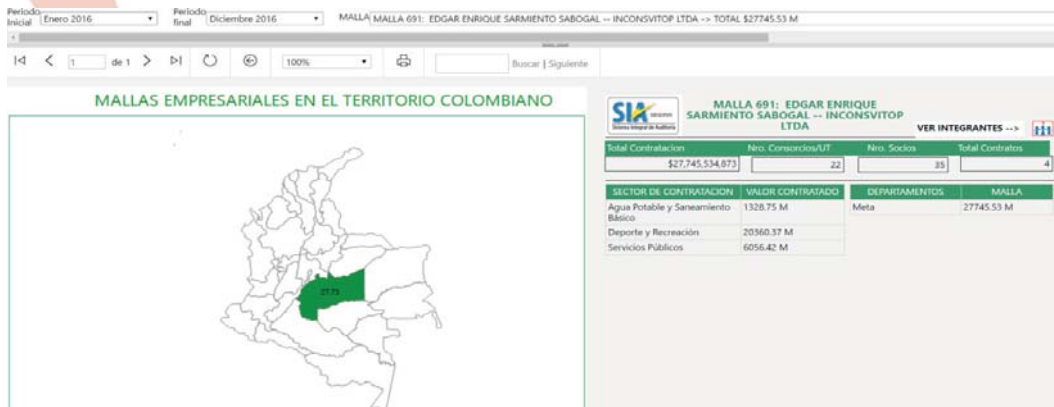 Periodo Inicial Enero 2016 Periodo final Diciembre 2016 MALLA MALLA 691: EDGAR ENRIQUE SARMIENTO SABOGAL -- INCONSVITOP LTDA -> TOTAL $27745.53 M
1 de 1 100% Buscar | Siguiente
MALLAS EMPRESARIALES EN EL TERRITORIO COLOMBIANO
27.75
SIA
Sistema Integral de Auditoría
MALLA 691: EDGAR ENRIQUE
SARMIENTO SABOGAL -- INCONSVITOP
LTDA
VER INTEGRANTES -->
Total Contratacion Nro. Consorcios/UT Nro. Socios Total Contratos
$27,745,534,873 22 35 4
SECTOR DE CONTRATACION VALOR CONTRATADO DEPARTAMENTOS MALLA
Agua Potable y Saneamiento Básico 1328.75 M Meta 27745.53 M
Deporte y Recreación 20360.37 M
Servicios Públicos 6056.42 M